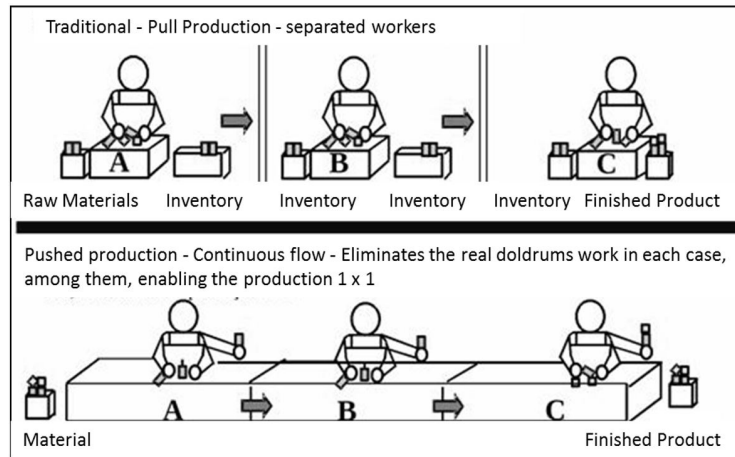 Traditional - Pull Production - separated workers
A B C
Raw Materials Inventory Inventory Inventory Inventory Finished Product
Pushed production - Continuous flow - Eliminates the real doldrums work in each case,
among them, enabling the production 1 x 1
A B C
Material Finished Product